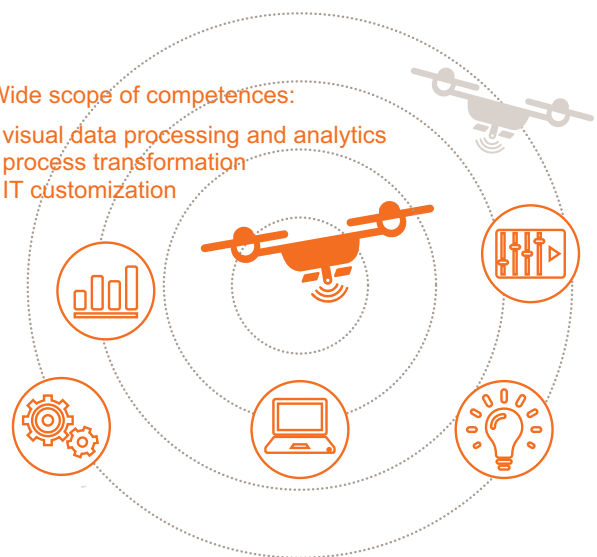 Wide scope of competences:
visual data processing and analytics
process transformation
IT customization